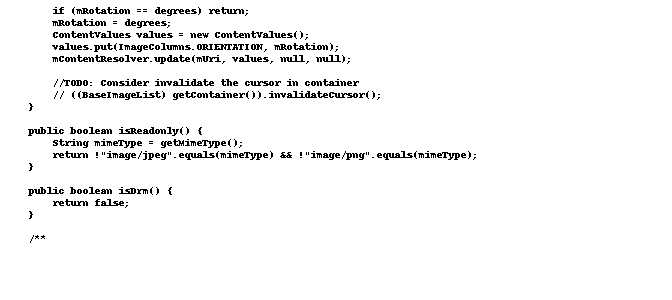 if (mRotation == degrees) return;
mRotation = degrees;
ContentValues values = new ContentValues();
values.put(ImageColumns.ORIENTATION, mRotation);
mContentResolver.update(mUri, values, null, null);
//TODO: Consider invalidate the cursor in container
// ((BaseImageList) getContainer()).invalidateCursor();
}
public boolean isReadonly() {
String mimeType = getMimeType();
return !"image/jpeg".equals(mimeType) && !"image/png".equals(mimeType);
}
public boolean isDrm() {
return false;
}
/**